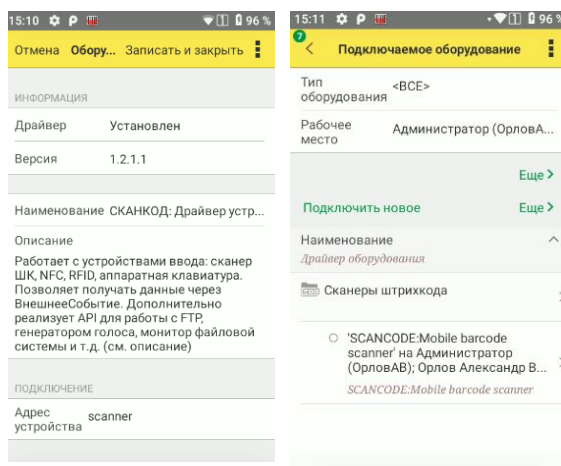 15:10 P 1 96 %
Отмена Обору... Записать и закрыть
ИНФОРМАЦИЯ
Драйвер Установлен
Версия 1.2.1.1
Наименование СКАНКОД: Драйвер устр...
Описание
Работает с устройствами ввода: сканер
ШК, NFC, RFID, аппаратная клавиатура.
Позволяет получать данные через
ВнешнееСобытие. Дополнительно
реализует API для работы с FTP,
генератором голоса, монитор файловой
системы и т.д. (см. описание)
ПОДКЛЮЧЕНИЕ
Адрес
устройства scanner
15:11 P 1 96 %
7
Подключаемое оборудование
Тип
оборудования <ВСЕ>
Рабочее
место Администратор (ОрловА...
Еще
Подключить новое Еще
Наименование
Драйвер оборудования
Сканеры штрихкода
'SCANCODE:Mobile barcode
scanner' на Администратор
(ОрловАВ); Орлов Александр В...
SCANCODE:Mobile barcode scanner